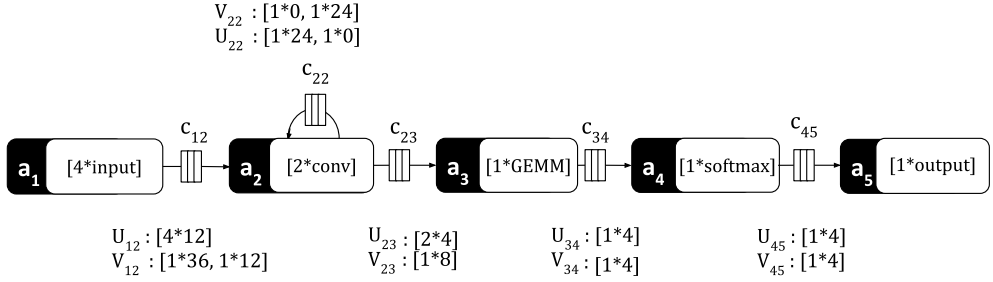 V22 : [1*0, 1*24]
U22 : [1*24, 1*0]
c22
c12
c23
c34
c45
a1 [4*input]
a2 [2*conv]
a3 [1*GEMM]
a4 [1*softmax]
a5 [1*output]
U12 : [4*12]
V12 : [1*36, 1*12]
U23 : [2*4]
V23 : [1*8]
U34 : [1*4]
V34 : [1*4]
U45 : [1*4]
V45 : [1*4]